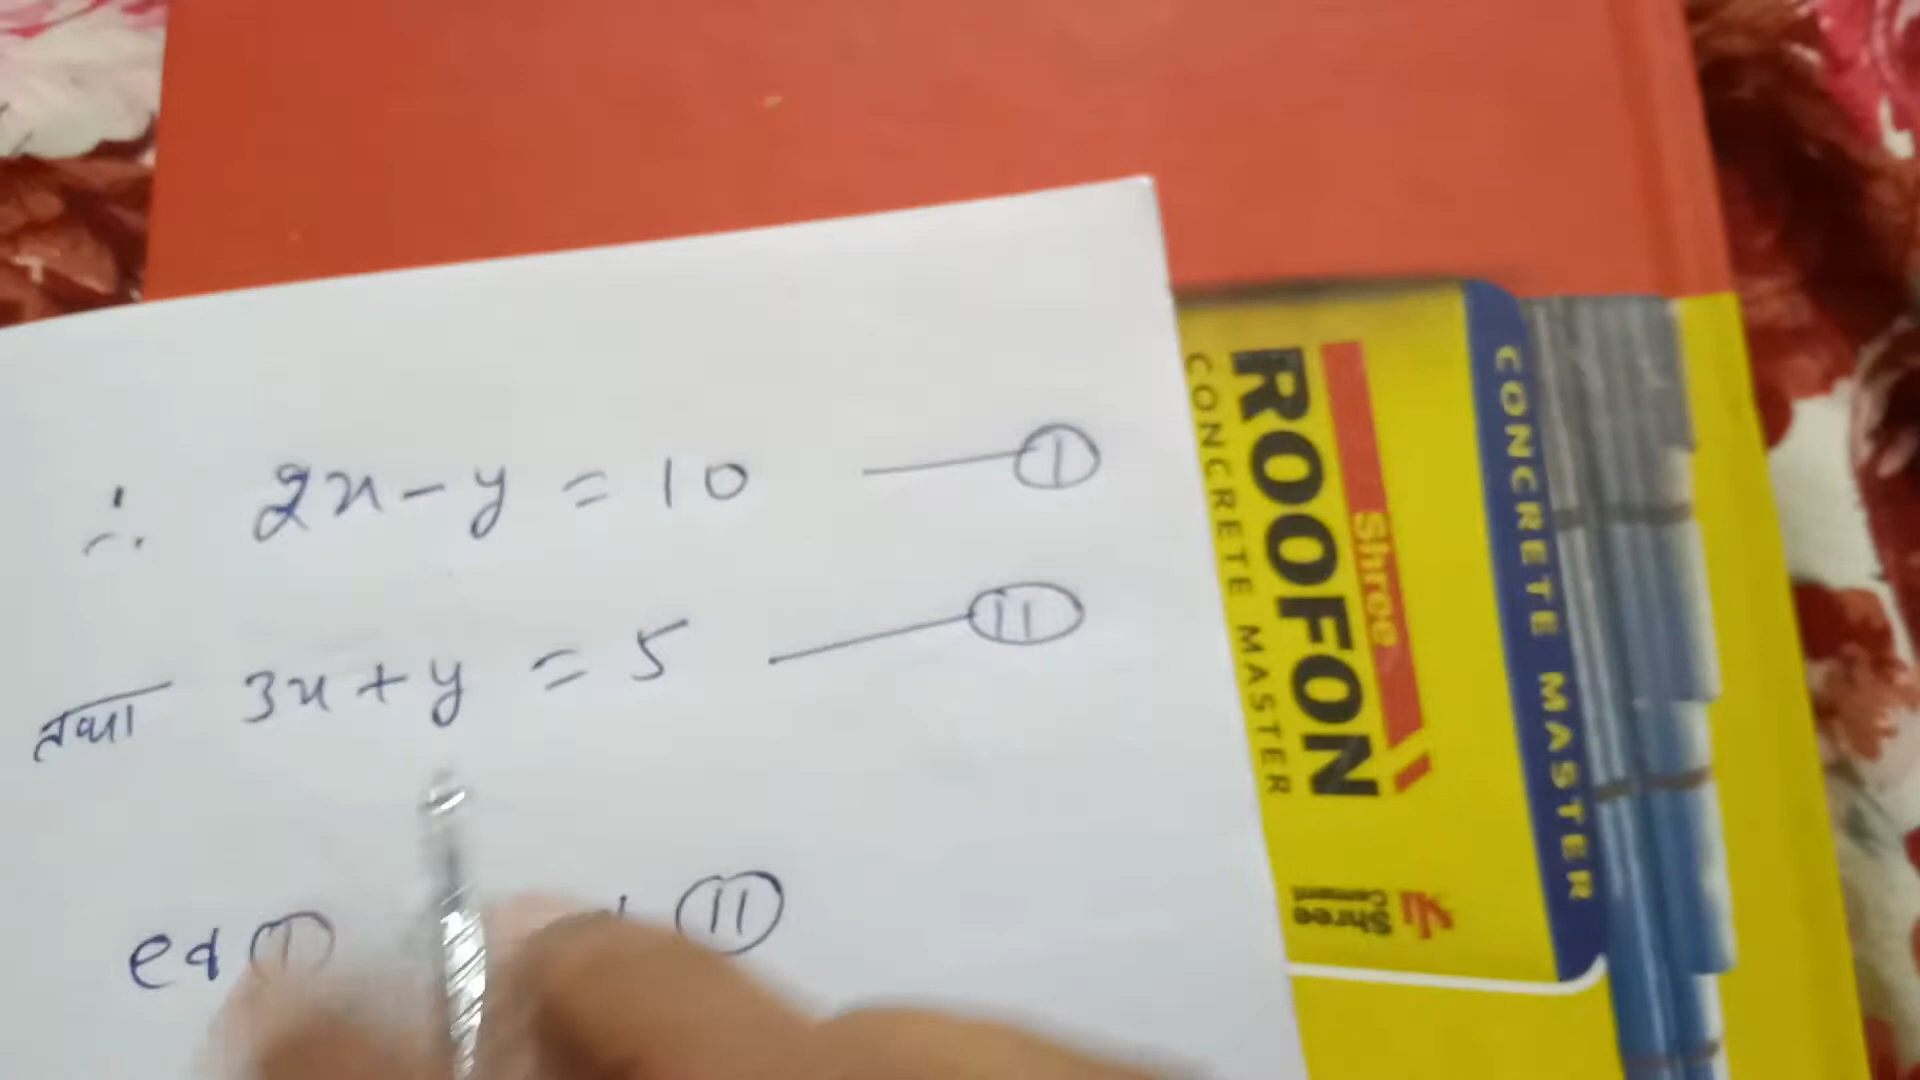 ∴ 2x - y = 10 — I
तथा 3x + y = 5 — II
eq I II
Shree
ROOFON
CONCRETE MASTER
CONCRETE MASTER
Shree
Cement